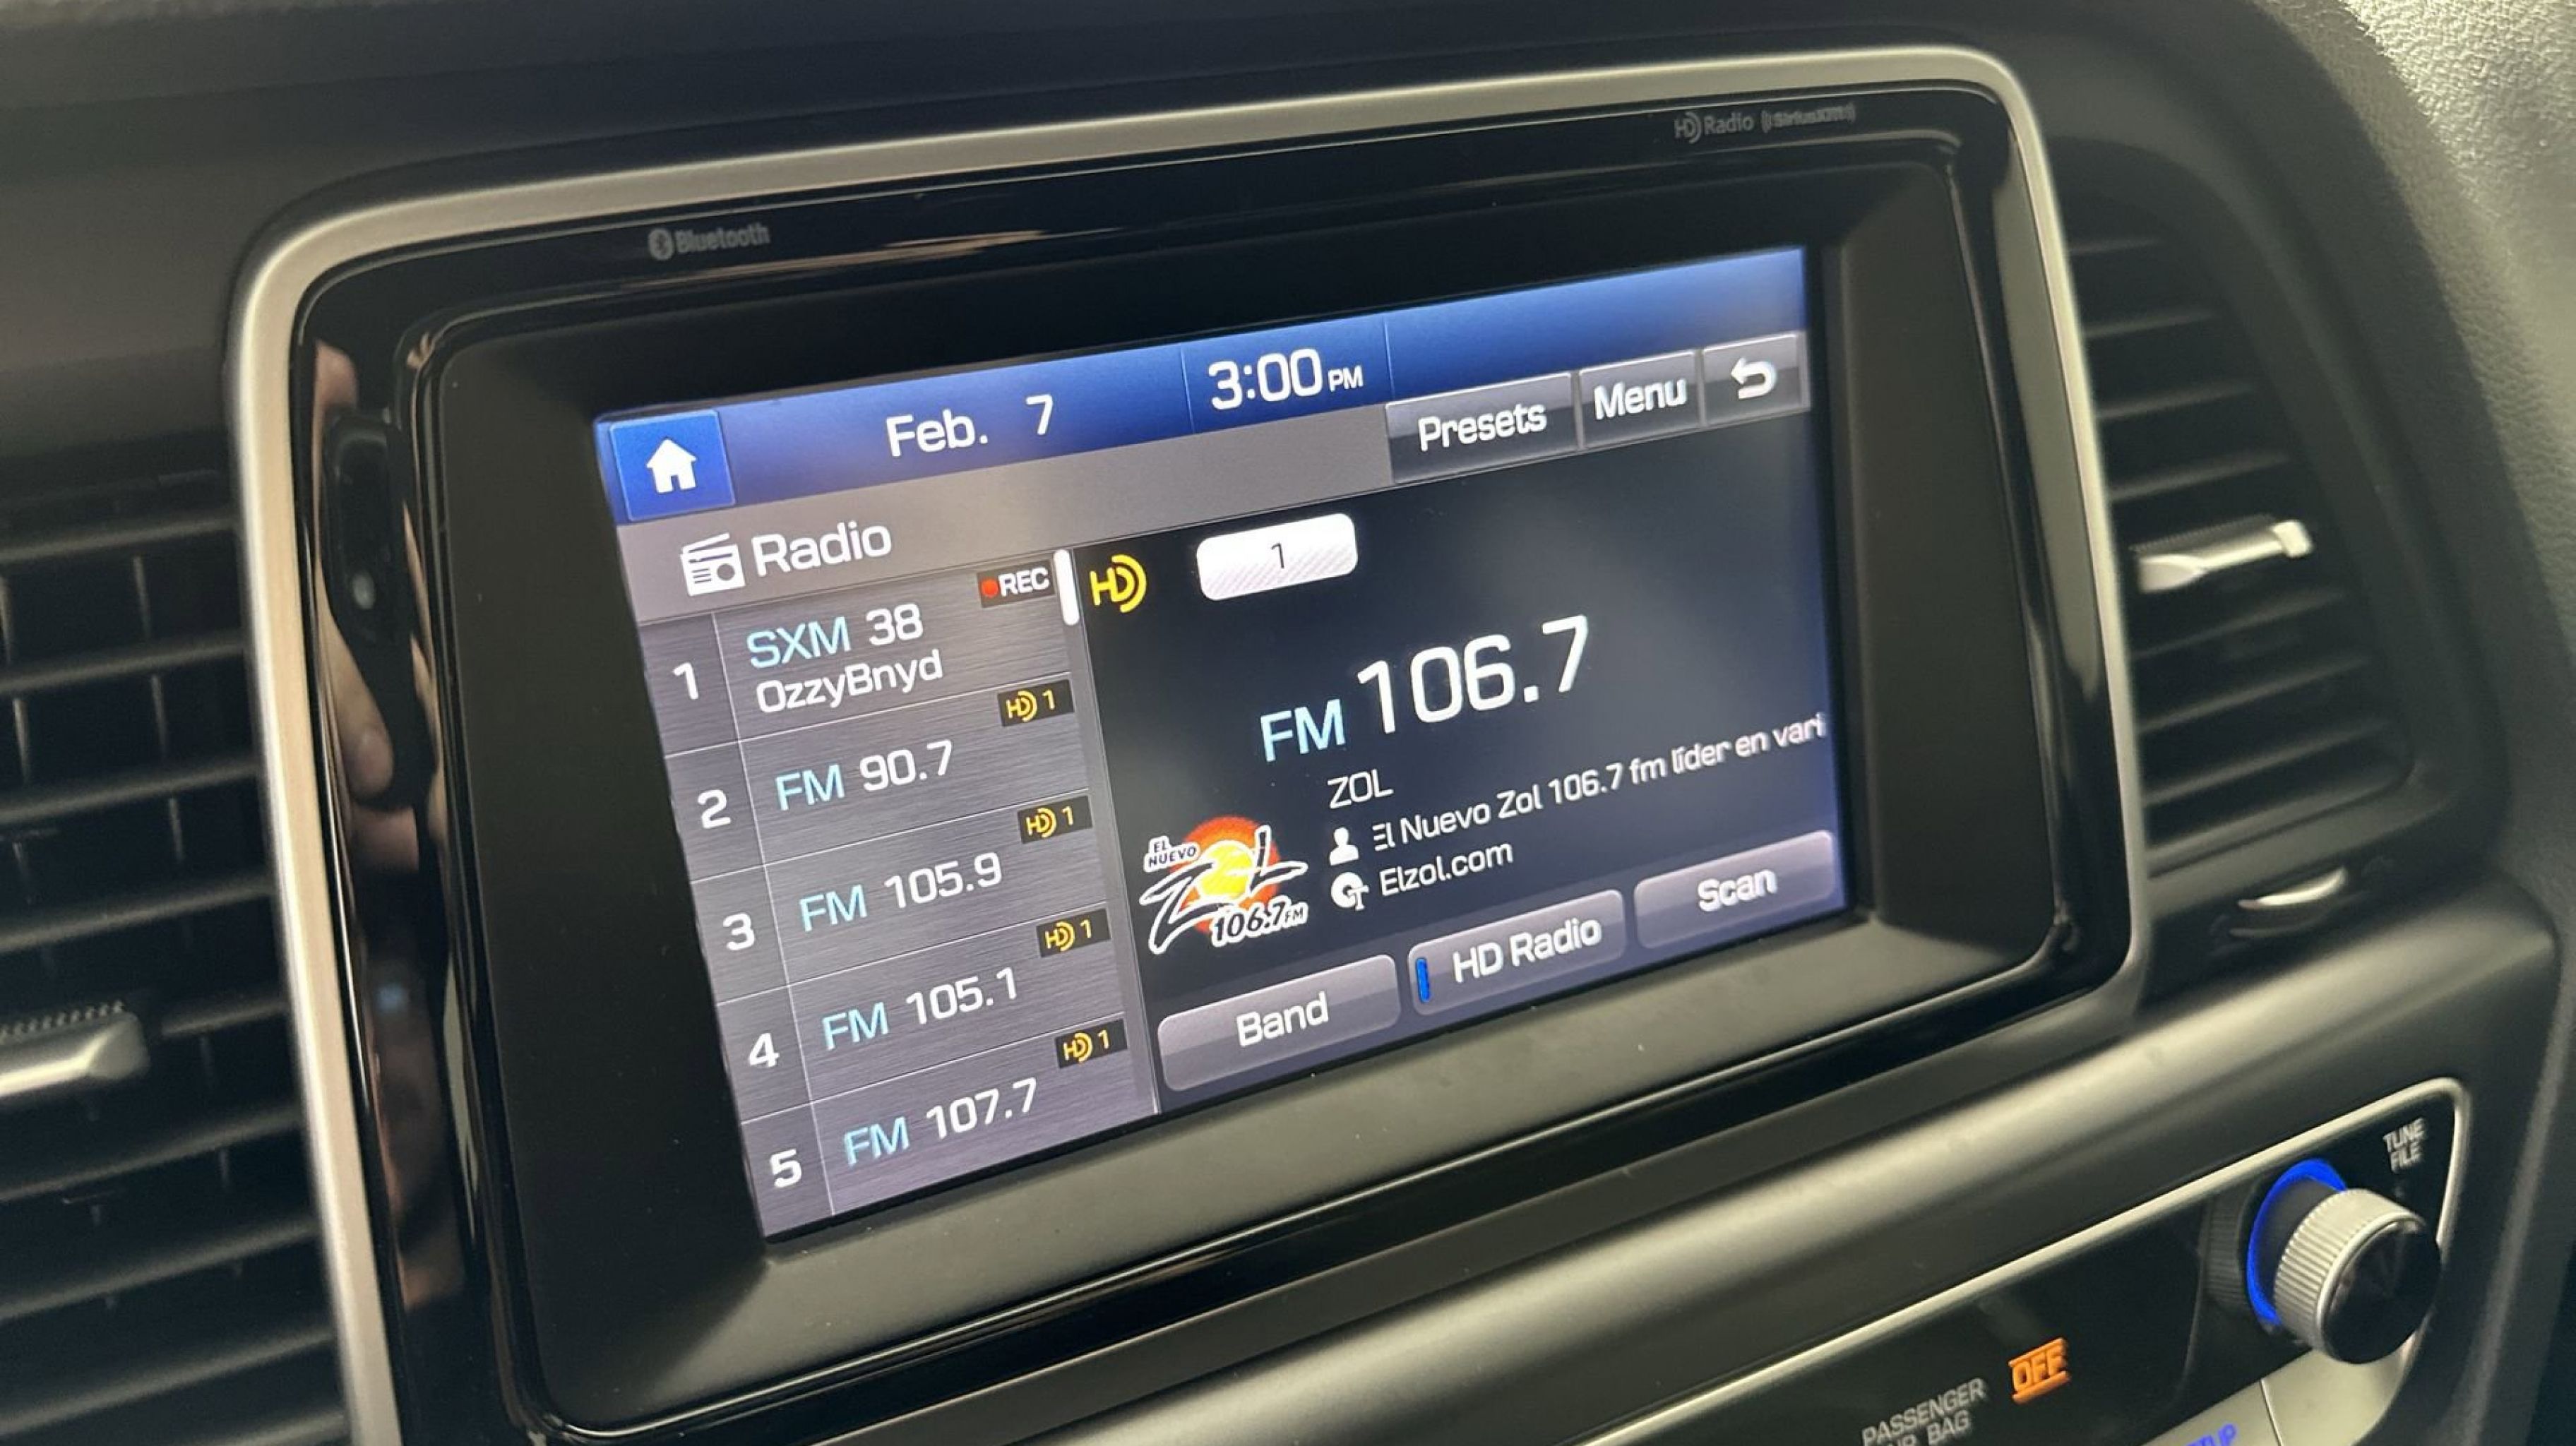 HD Radio ((SiriusXM))
Bluetooth
Feb. 7
3:00 PM
Presets
Menu
Radio
REC
1
SXM 38
OzzyBnyd
HD 1
2
FM 90.7
HD 1
3
FM 105.9
HD 1
4
FM 105.1
HD 1
5
FM 107.7
HD
1
FM 106.7
ZOL
El Nuevo Zol 106.7 fm líder en vari
Elzol.com
EL
NUEVO
ZOL
106.7FM
Band
HD Radio
Scan
TUNE
FILE
PASSENGER
BAG
OFF